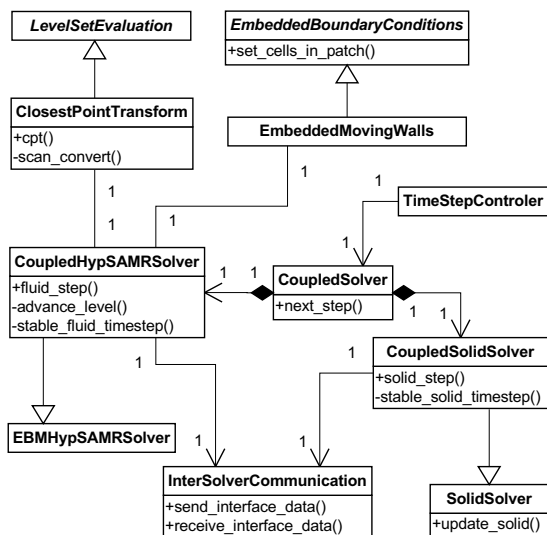 LevelSetEvaluation
EmbeddedBoundaryConditions
+set_cells_in_patch()
ClosestPointTransform
+cpt()
-scan_convert()
EmbeddedMovingWalls
1
1
1
1
1
TimeStepControler
CoupledHypSAMRSolver
+fluid_step()
-advance_level()
-stable_fluid_timestep()
1
1
1
CoupledSolver
+next_step()
1
1
CoupledSolidSolver
+solid_step()
-stable_solid_timestep()
1
1
EBMHypSAMRSolver
1
1
InterSolverCommunication
+send_interface_data()
+receive_interface_data()
SolidSolver
+update_solid()